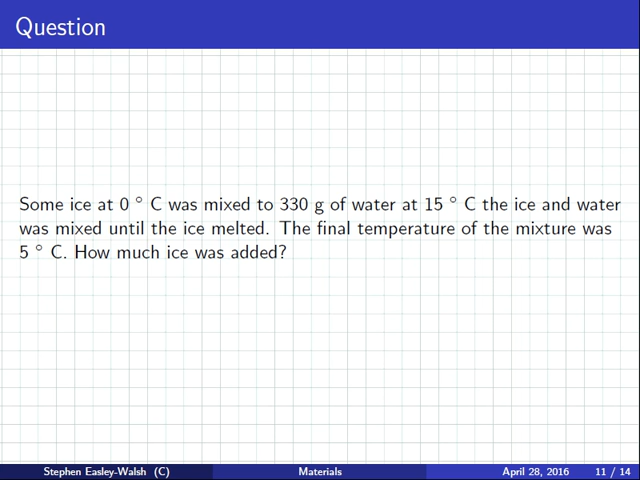 Question
Some ice at 0 ° C was mixed to 330 g of water at 15 ° C the ice and water
was mixed until the ice melted. The final temperature of the mixture was
5 ° C. How much ice was added?
Stephen Easley-Walsh (C) Materials April 28, 2016 11 / 14